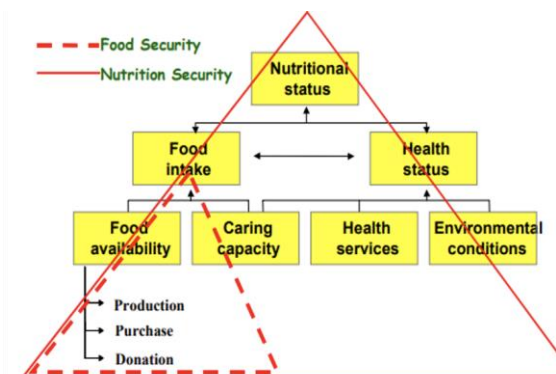 Food Security
Nutrition Security
Nutritional
status
Food
intake
Health
status
Food
availability
Caring
capacity
Health
services
Environmental
conditions
Production
Purchase
Donation